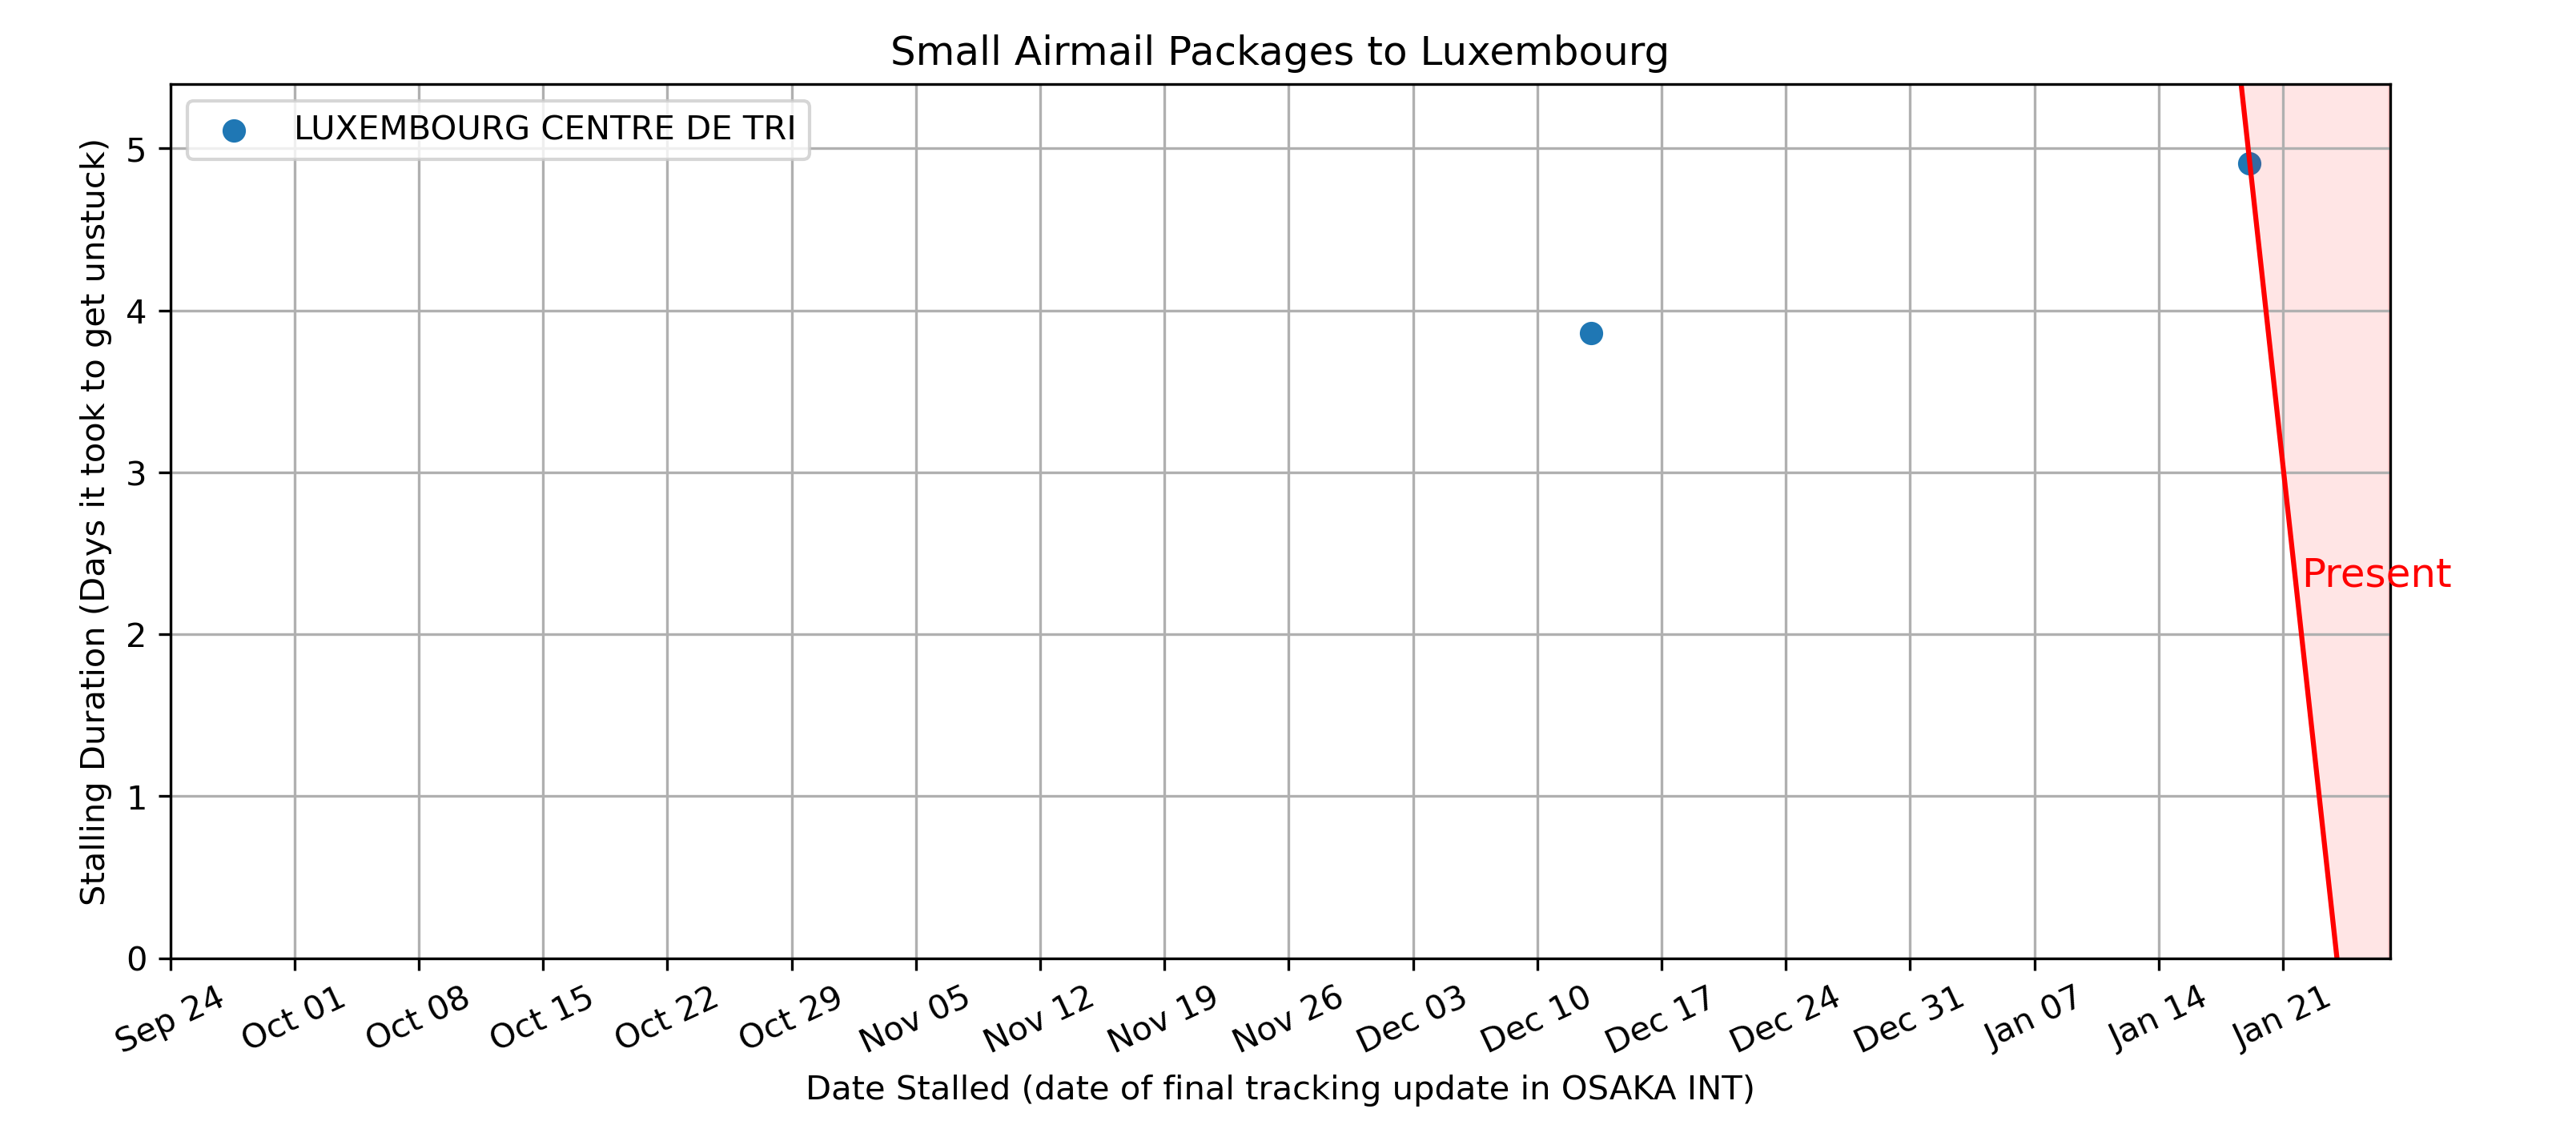 Small Airmail Packages to Luxembourg
LUXEMBOURG CENTRE DE TRI
Stalling Duration (Days it took to get unstuck)
5
4
3
2
1
0
Present
Sep 24
Oct 01
Oct 08
Oct 15
Oct 22
Oct 29
Nov 05
Nov 12
Nov 19
Nov 26
Dec 03
Dec 10
Dec 17
Dec 24
Dec 31
Jan 07
Jan 14
Jan 21
Date Stalled (date of final tracking update in OSAKA INT)